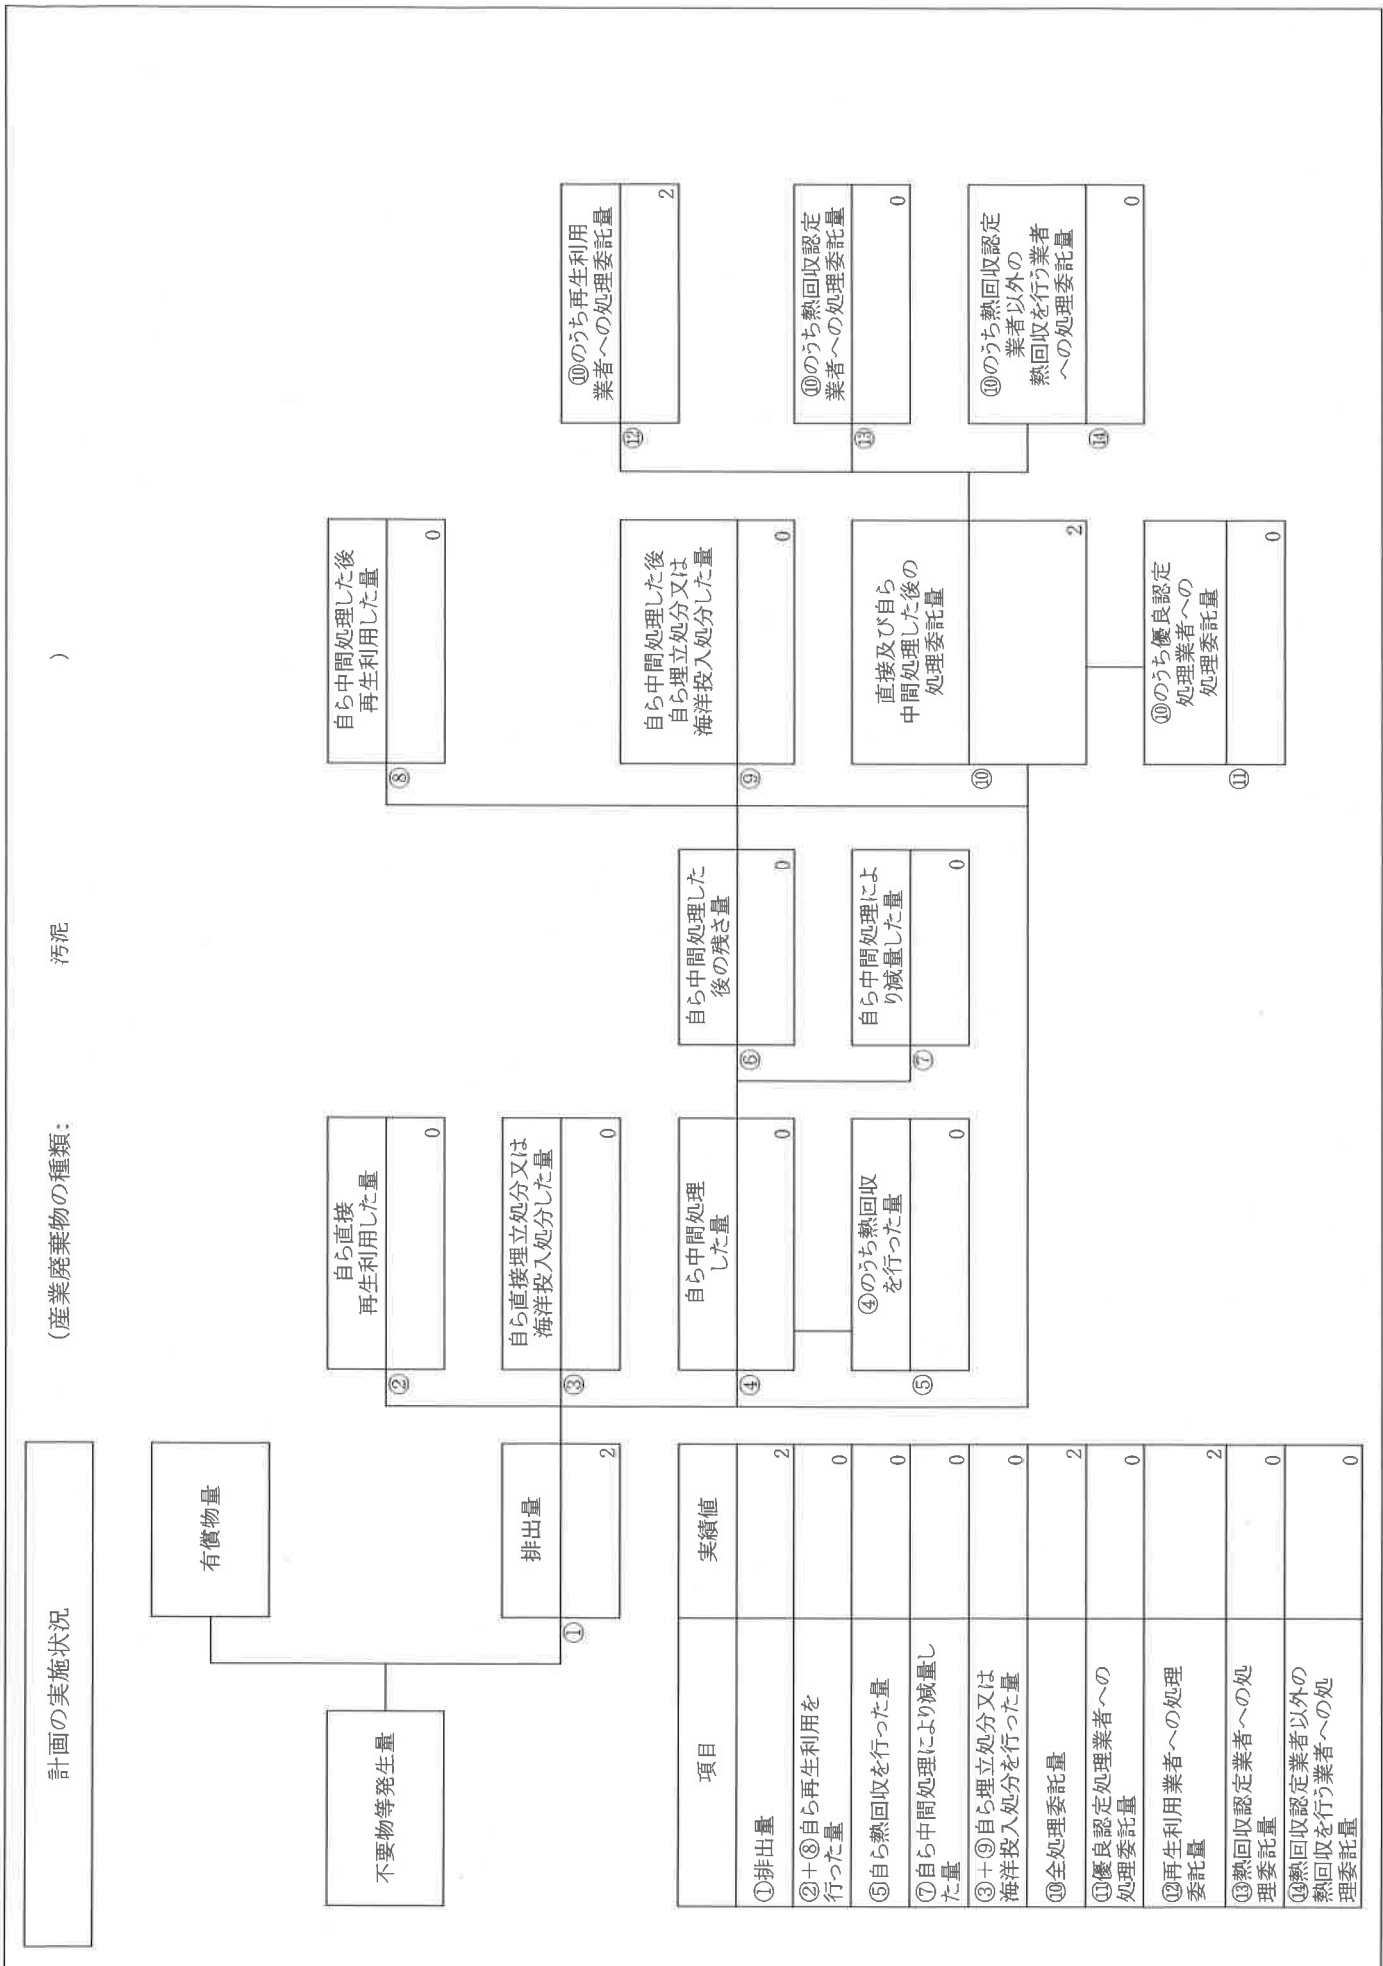 計画の実施状況
(産業廃棄物の種類: 汚泥 )
不要物等発生量
有償物量
①
排出量
2
②
自ら直接
再生利用した量
0
③
自ら直接埋立処分又は
海洋投入処分した量
0
④
自ら中間処理
した量
0
⑤
④のうち熱回収
を行った量
0
⑥
自ら中間処理した
後の残さ量
0
⑦
自ら中間処理によ
り減量した量
0
⑧
自ら中間処理した後
再生利用した量
0
⑨
自ら中間処理した後
自ら埋立処分又は
海洋投入処分した量
0
⑩
直接及び自ら
中間処理した後の
処理委託量
2
⑪
⑩のうち優良認定
処理業者への
処理委託量
0
⑫
⑩のうち再生利用
業者への処理委託量
2
⑬
⑩のうち熱回収認定
業者への処理委託量
0
⑭
⑩のうち熱回収認定
業者以外の
熱回収を行う業者
への処理委託量
0
項目 実績値
①排出量 2
②+⑧自ら再生利用を
行った量 0
⑤自ら熱回収を行った量 0
⑦自ら中間処理により減量し
た量 0
③+⑨自ら埋立処分又は
海洋投入処分を行った量 0
⑩全処理委託量 2
⑪優良認定処理業者への
処理委託量 0
⑫再生利用業者への処理
委託量 2
⑬熱回収認定業者への処
理委託量 0
⑭熱回収認定業者以外の
熱回収を行う業者への処
理委託量 0